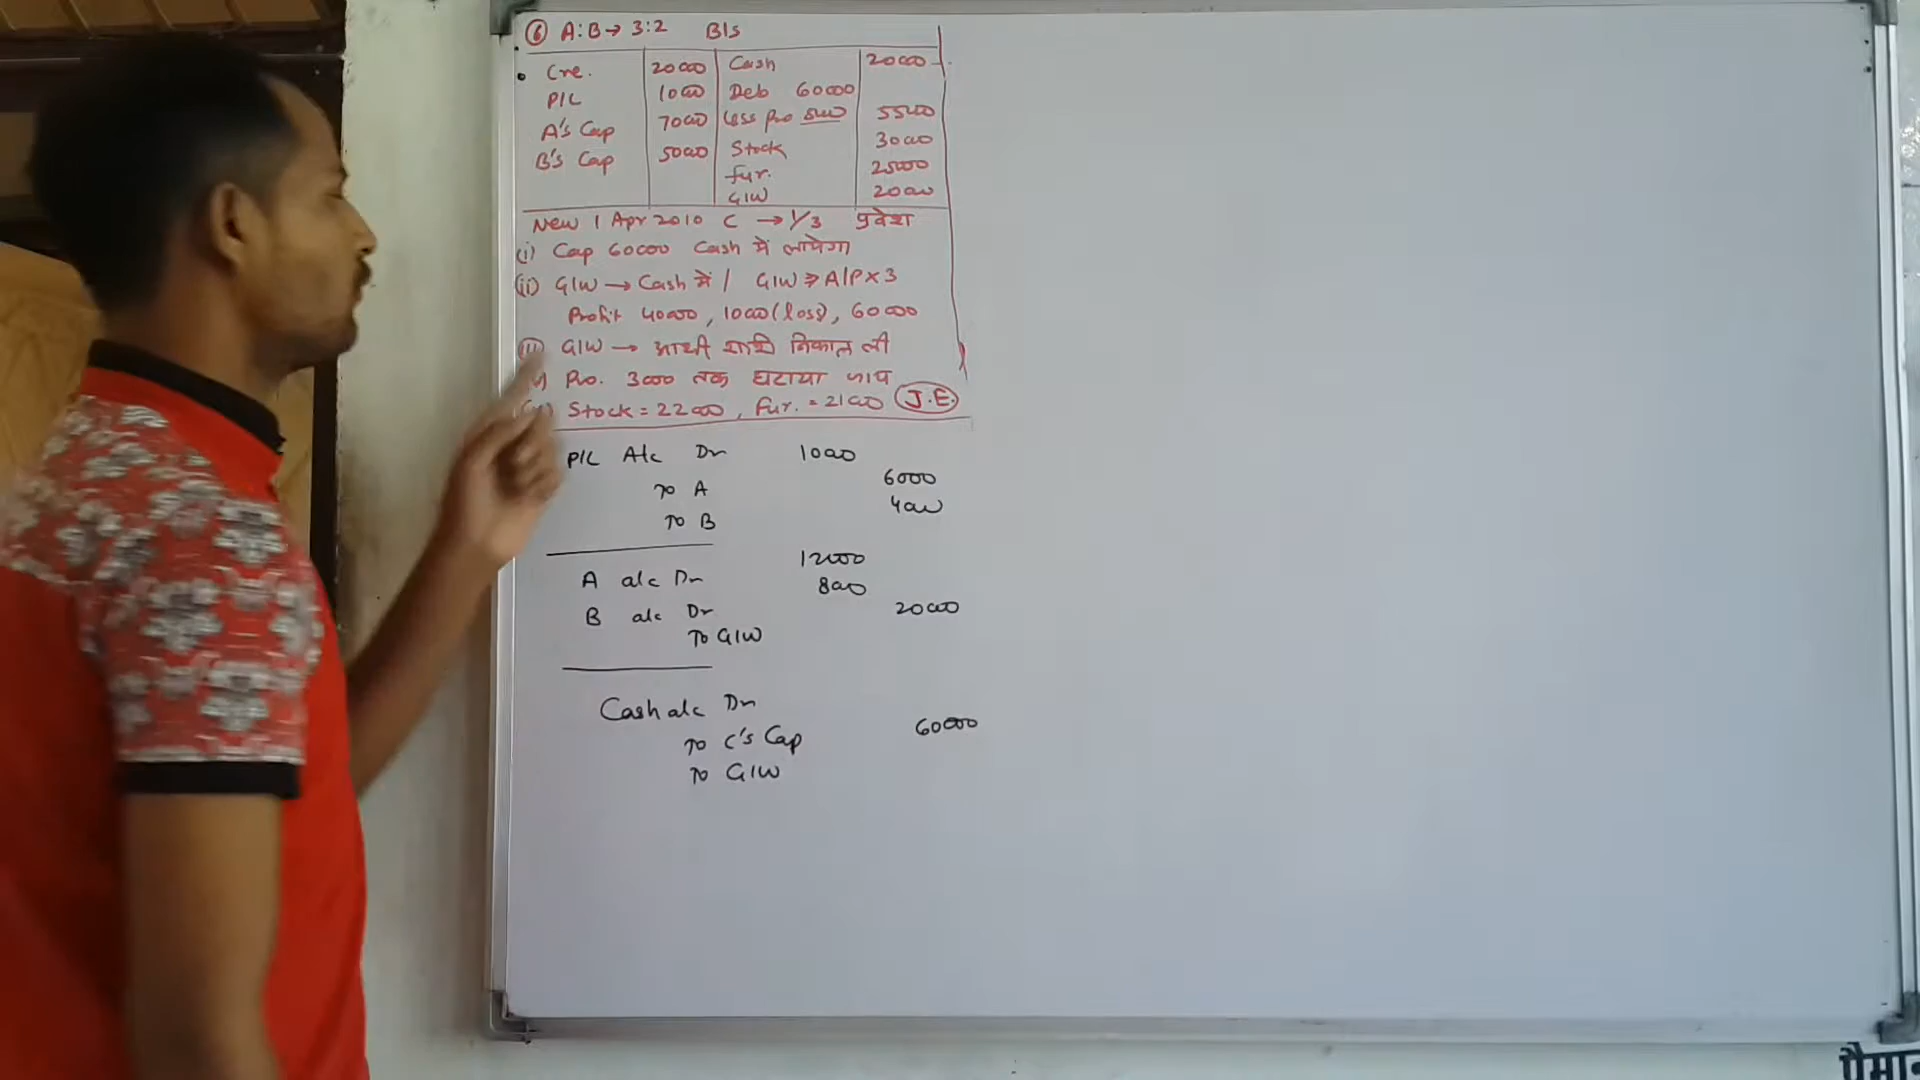 ⑥ A:B→ 3:2 B/s
Cre. 20000 Cash 20000
P/L 10000 Deb 60000
A's Cap 70000 Less Pro 5000 55000
B's Cap 50000 Stock 30000
Fur. 25000
G/W 20000
New 1 Apr 2010 C → 1/3 प्रवेश
(i) Cap 60000 Cash में लायेगा
(ii) G/W → Cash में / G/W ⇒ A/P×3
Profit 40000, 10000 (loss), 60000
(iii) G/W → आधी राशि निकाल ली
Pro. 3000 तक घटाया जाय
Stock = 22000, Fur. = 21000 J.E.
P/L A/c Dr 10000
To A 6000
To B 4000
A a/c Dr 12000
B a/c Dr 8000
To G/W 20000
Cash a/c Dr
To C's Cap 60000
To G/W